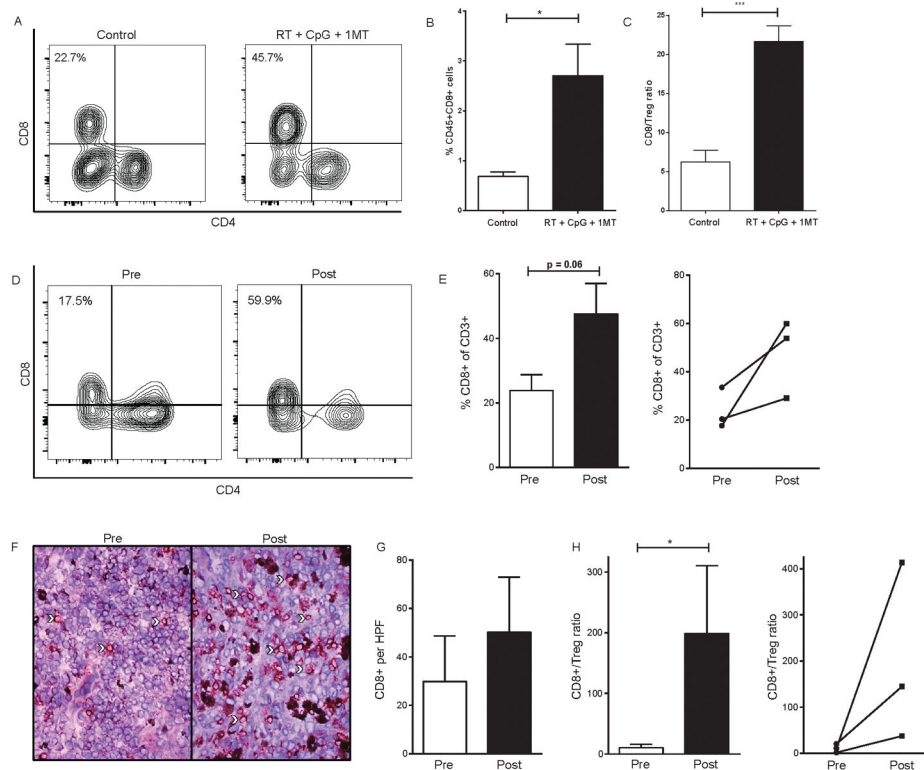 A
Control
RT + CpG + 1MT
22.7%
45.7%
CD8
CD4
B
*
% CD45+CD8+ cells
6
4
2
0
Control
RT + CpG + 1MT
C
***
CD8/Treg ratio
25
20
15
10
5
0
Control
RT + CpG + 1MT
D
Pre
Post
17.5%
59.9%
CD8
CD4
E
p = 0.06
% CD8+ of CD3+
60
40
20
0
Pre
Post
% CD8+ of CD3+
80
60
40
20
0
Pre
Post
F
Pre
Post
G
CD8+ per HPF
80
60
40
20
0
Pre
Post
H
*
CD8+/Treg ratio
300
200
100
0
Pre
Post
CD8+/Treg ratio
400
300
200
100
0
Pre
Post